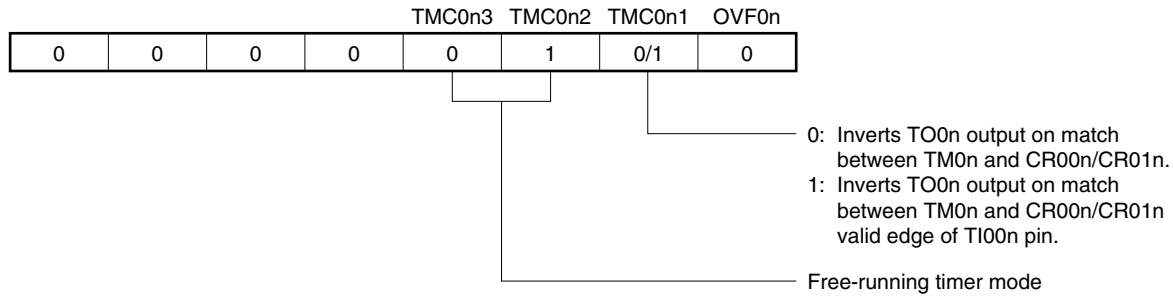 TMC0n3 TMC0n2 TMC0n1 OVF0n
0 0 0 0 0 1 0/1 0
0: Inverts TO0n output on match
between TM0n and CR00n/CR01n.
1: Inverts TO0n output on match
between TM0n and CR00n/CR01n
valid edge of TI00n pin.
Free-running timer mode